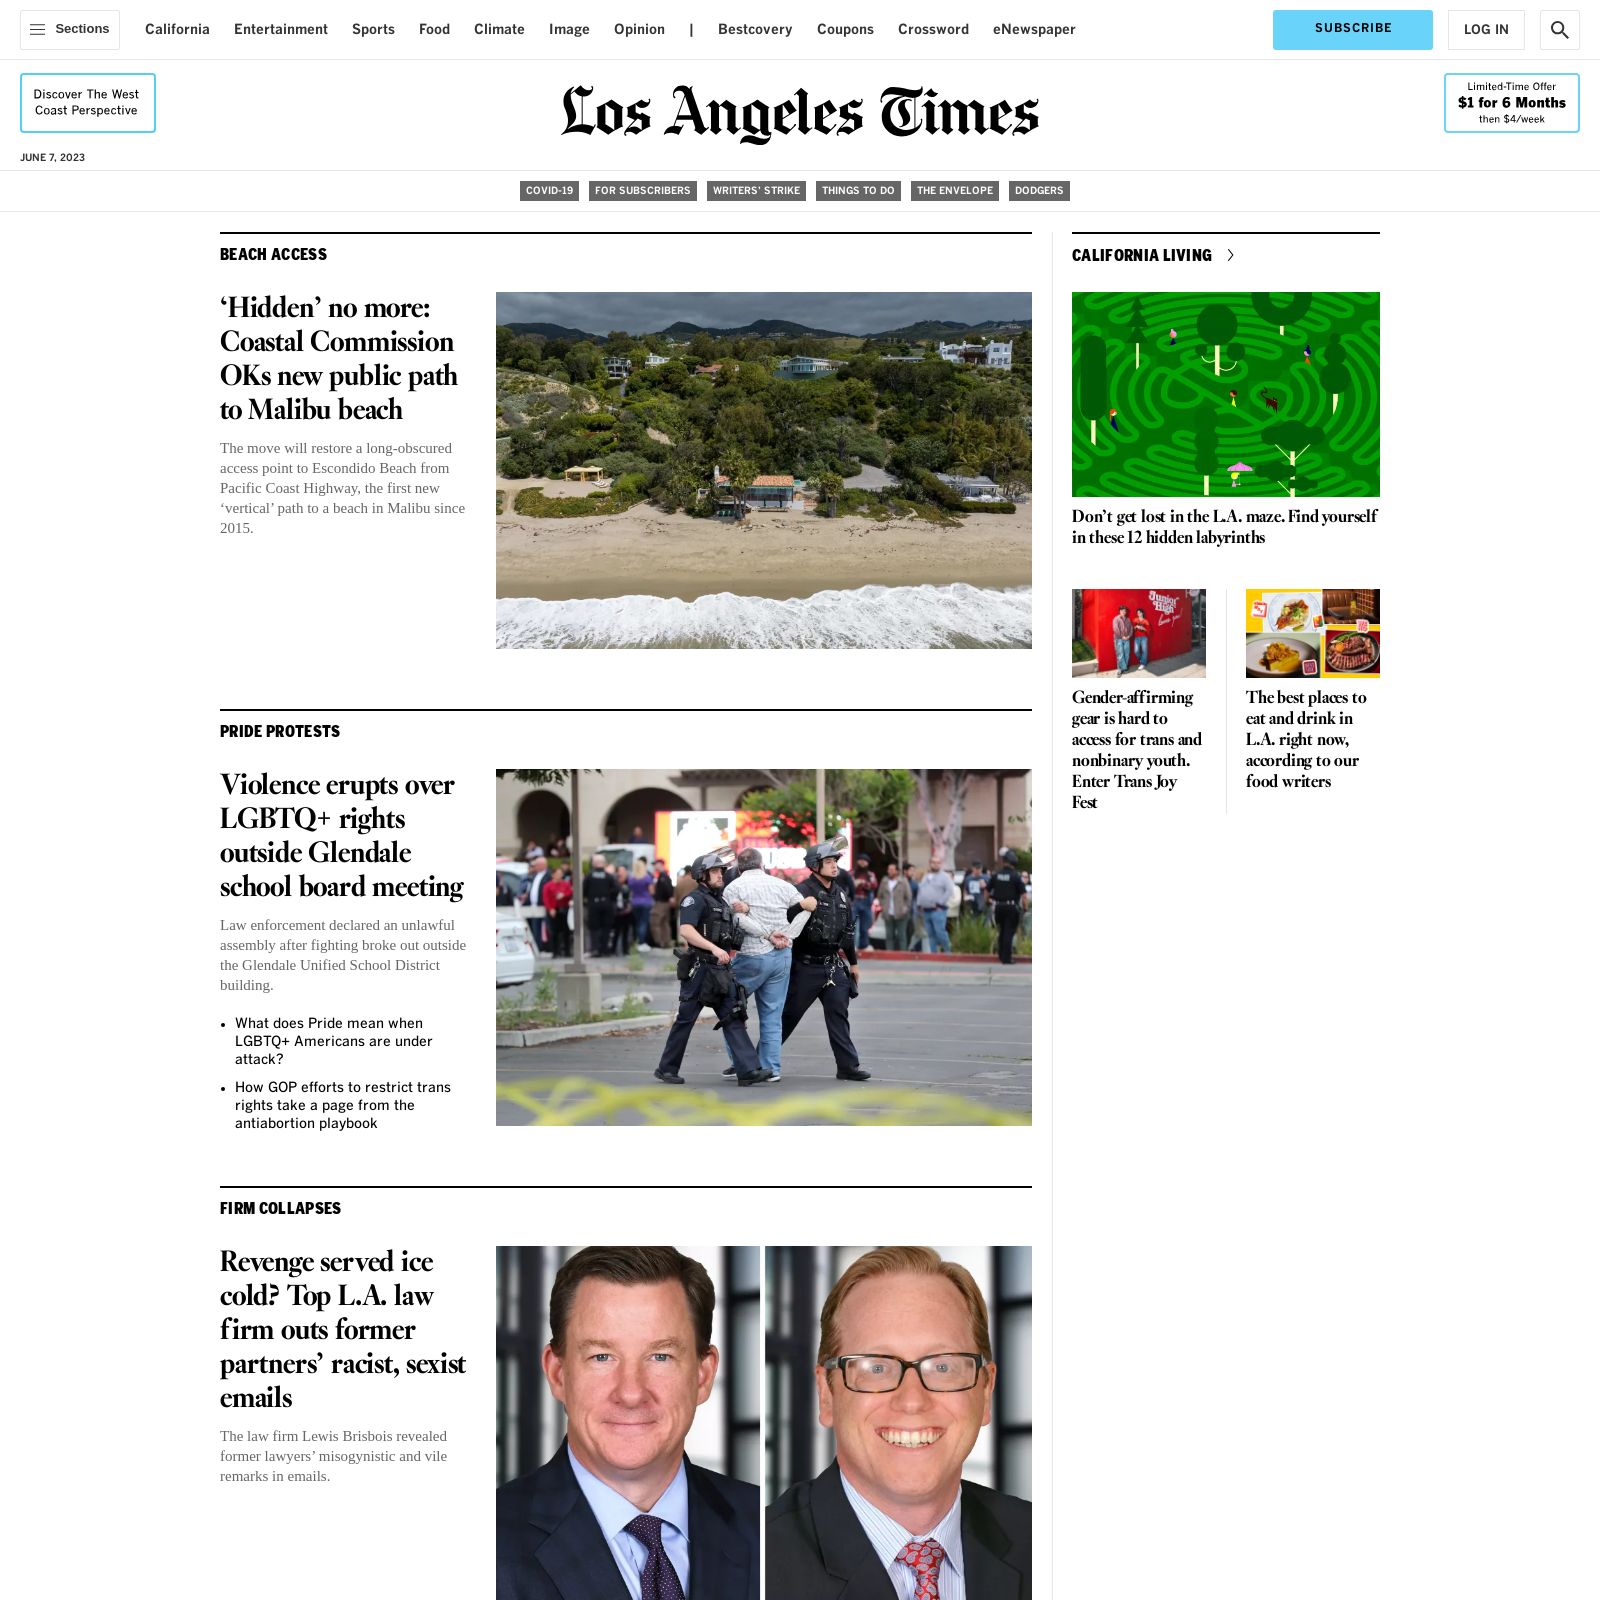 Sections
California
Entertainment
Sports
Food
Climate
Image
Opinion
|
Bestcovery
Coupons
Crossword
eNewspaper
SUBSCRIBE
LOG IN
Discover The West
Coast Perspective
Los Angeles Times
Limited-Time Offer
$1 for 6 Months
then $4/week
JUNE 7, 2023
COVID-19
FOR SUBSCRIBERS
WRITERS' STRIKE
THINGS TO DO
THE ENVELOPE
DODGERS
BEACH ACCESS
‘Hidden’ no more:
Coastal Commission
OKs new public path
to Malibu beach
The move will restore a long-obscured
access point to Escondido Beach from
Pacific Coast Highway, the first new
‘vertical’ path to a beach in Malibu since
2015.
PRIDE PROTESTS
Violence erupts over
LGBTQ+ rights
outside Glendale
school board meeting
Law enforcement declared an unlawful
assembly after fighting broke out outside
the Glendale Unified School District
building.
• What does Pride mean when
LGBTQ+ Americans are under
attack?
• How GOP efforts to restrict trans
rights take a page from the
antiabortion playbook
FIRM COLLAPSES
Revenge served ice
cold? Top L.A. law
firm outs former
partners’ racist, sexist
emails
The law firm Lewis Brisbois revealed
former lawyers’ misogynistic and vile
remarks in emails.
CALIFORNIA LIVING
Don’t get lost in the L.A. maze. Find yourself
in these 12 hidden labyrinths
Junior
High
Gender-affirming
gear is hard to
access for trans and
nonbinary youth.
Enter Trans Joy
Fest
The best places to
eat and drink in
L.A. right now,
according to our
food writers